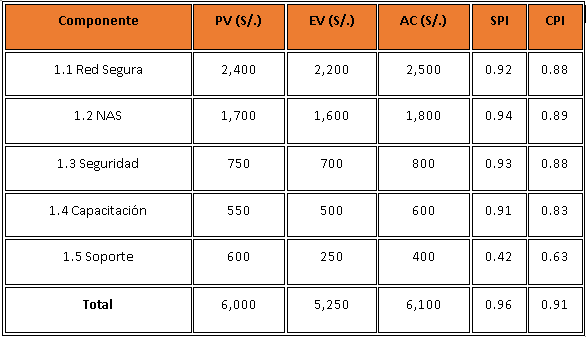 Componente PV (S/.) EV (S/.) AC (S/.) SPI CPI
1.1 Red Segura 2,400 2,200 2,500 0.92 0.88
1.2 NAS 1,700 1,600 1,800 0.94 0.89
1.3 Seguridad 750 700 800 0.93 0.88
1.4 Capacitación 550 500 600 0.91 0.83
1.5 Soporte 600 250 400 0.42 0.63
Total 6,000 5,250 6,100 0.96 0.91